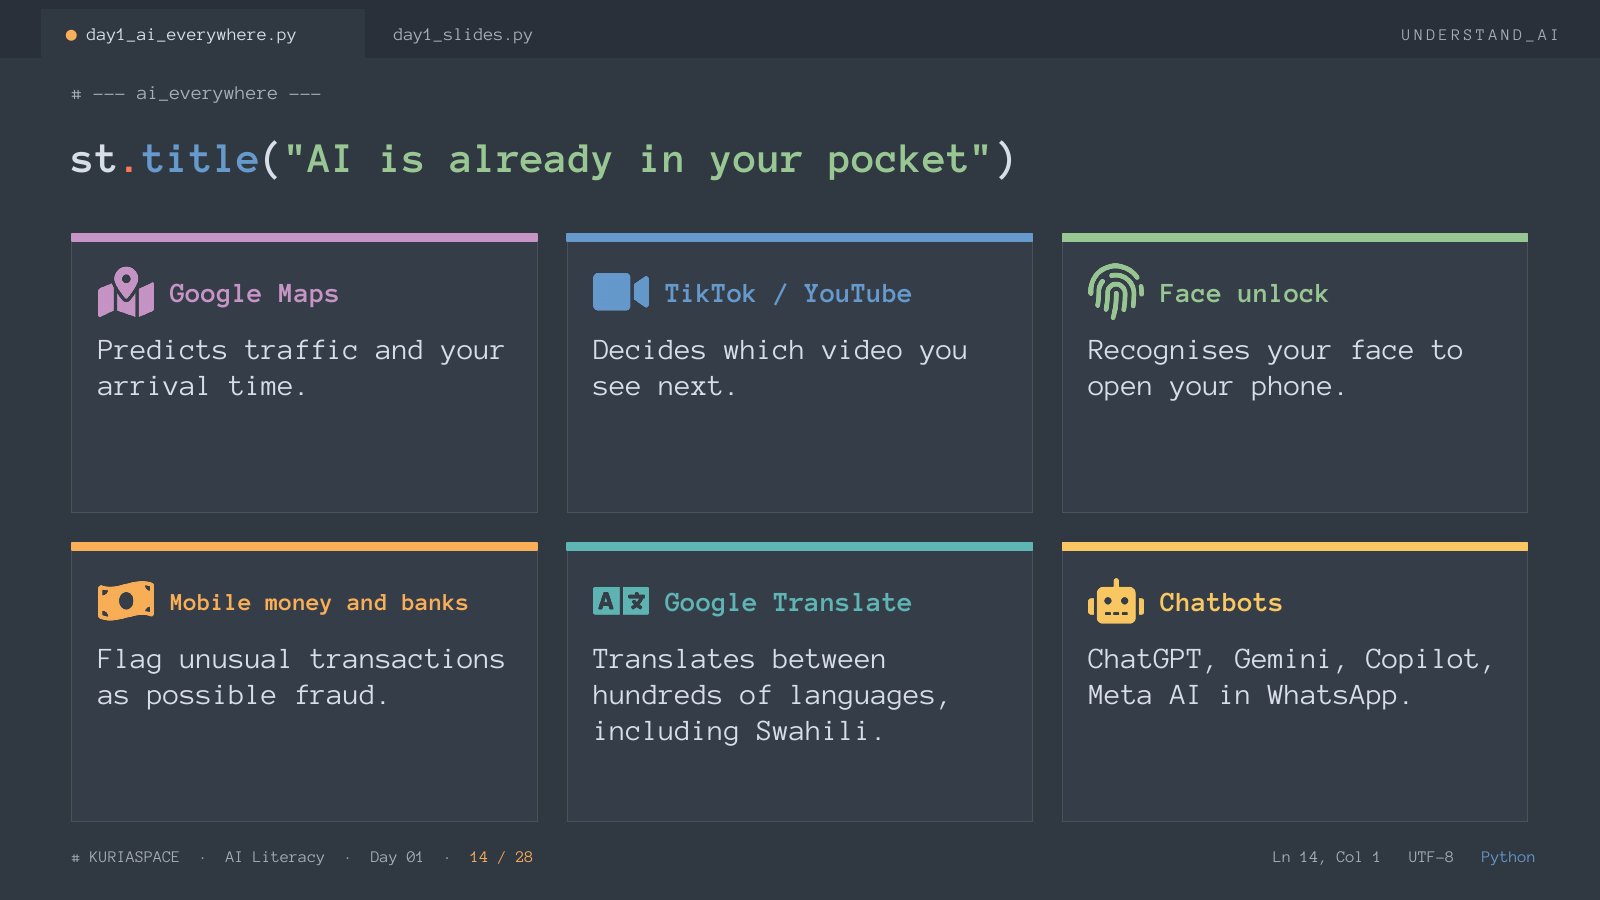 day1_ai_everywhere.py
day1_slides.py
UNDERSTAND_AI
# --- ai_everywhere ---
st.title("AI is already in your pocket")
Google Maps
Predicts traffic and your
arrival time.
TikTok / YouTube
Decides which video you
see next.
Face unlock
Recognises your face to
open your phone.
Mobile money and banks
Flag unusual transactions
as possible fraud.
A 文
Google Translate
Translates between
hundreds of languages,
including Swahili.
Chatbots
ChatGPT, Gemini, Copilot,
Meta AI in WhatsApp.
# KURIASPACE · AI Literacy · Day 01 · 14 / 28
Ln 14, Col 1 UTF-8 Python